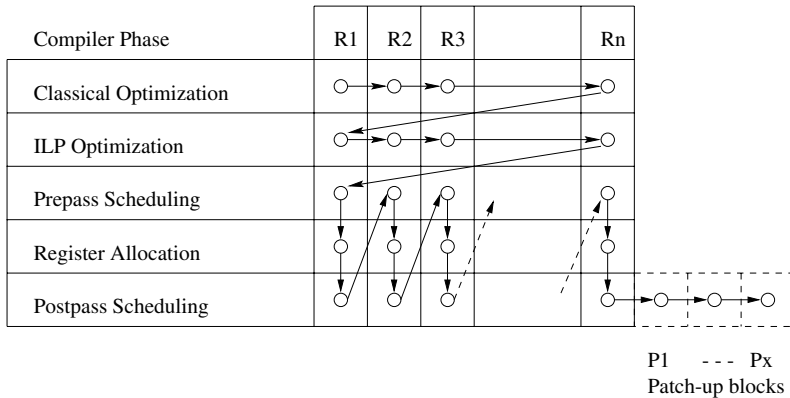 Compiler Phase R1 R2 R3 Rn
Classical Optimization
ILP Optimization
Prepass Scheduling
Register Allocation
Postpass Scheduling
P1 - - - Px
Patch-up blocks